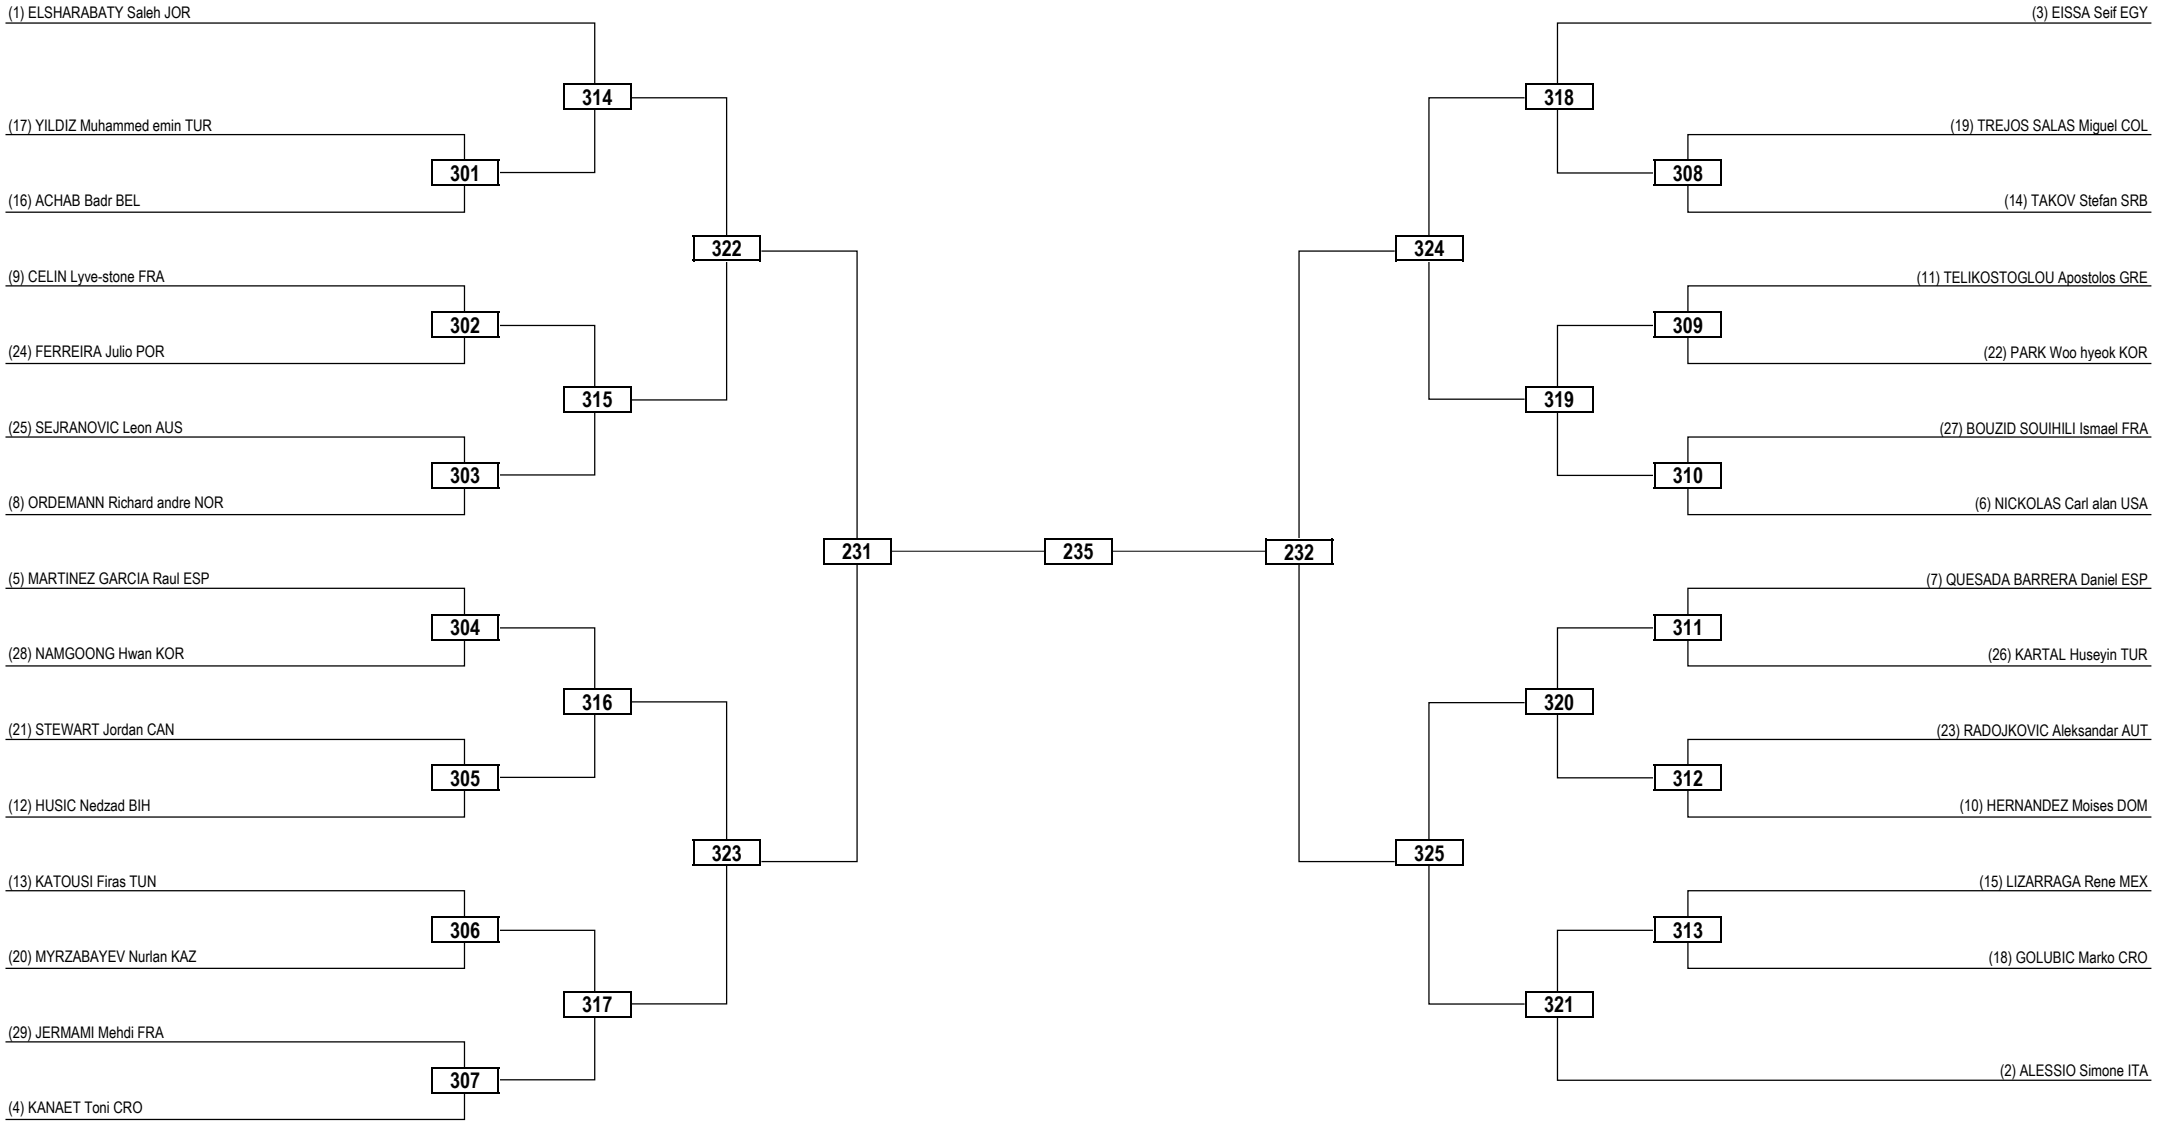 (1) ELSHARABATY Saleh JOR
(3) EISSA Seif EGY
314
318
(17) YILDIZ Muhammed emin TUR
(19) TREJOS SALAS Miguel COL
301
308
(16) ACHAB Badr BEL
(14) TAKOV Stefan SRB
322
324
(9) CELIN Lyve-stone FRA
(11) TELIKOSTOGLOU Apostolos GRE
302
309
(24) FERREIRA Julio POR
(22) PARK Woo hyeok KOR
315
319
(25) SEJRANOVIC Leon AUS
(27) BOUZID SOUIHILI Ismael FRA
303
310
(8) ORDEMANN Richard andre NOR
(6) NICKOLAS Carl alan USA
231
235
232
(5) MARTINEZ GARCIA Raul ESP
(7) QUESADA BARRERA Daniel ESP
304
311
(28) NAMGOONG Hwan KOR
(26) KARTAL Huseyin TUR
316
320
(21) STEWART Jordan CAN
(23) RADOJKOVIC Aleksandar AUT
305
312
(12) HUSIC Nedzad BIH
(10) HERNANDEZ Moises DOM
323
325
(13) KATOUSI Firas TUN
(15) LIZARRAGA Rene MEX
306
313
(20) MYRZABAYEV Nurlan KAZ
(18) GOLUBIC Marko CRO
317
321
(29) JERMAMI Mehdi FRA
(2) ALESSIO Simone ITA
307
(4) KANAET Toni CRO